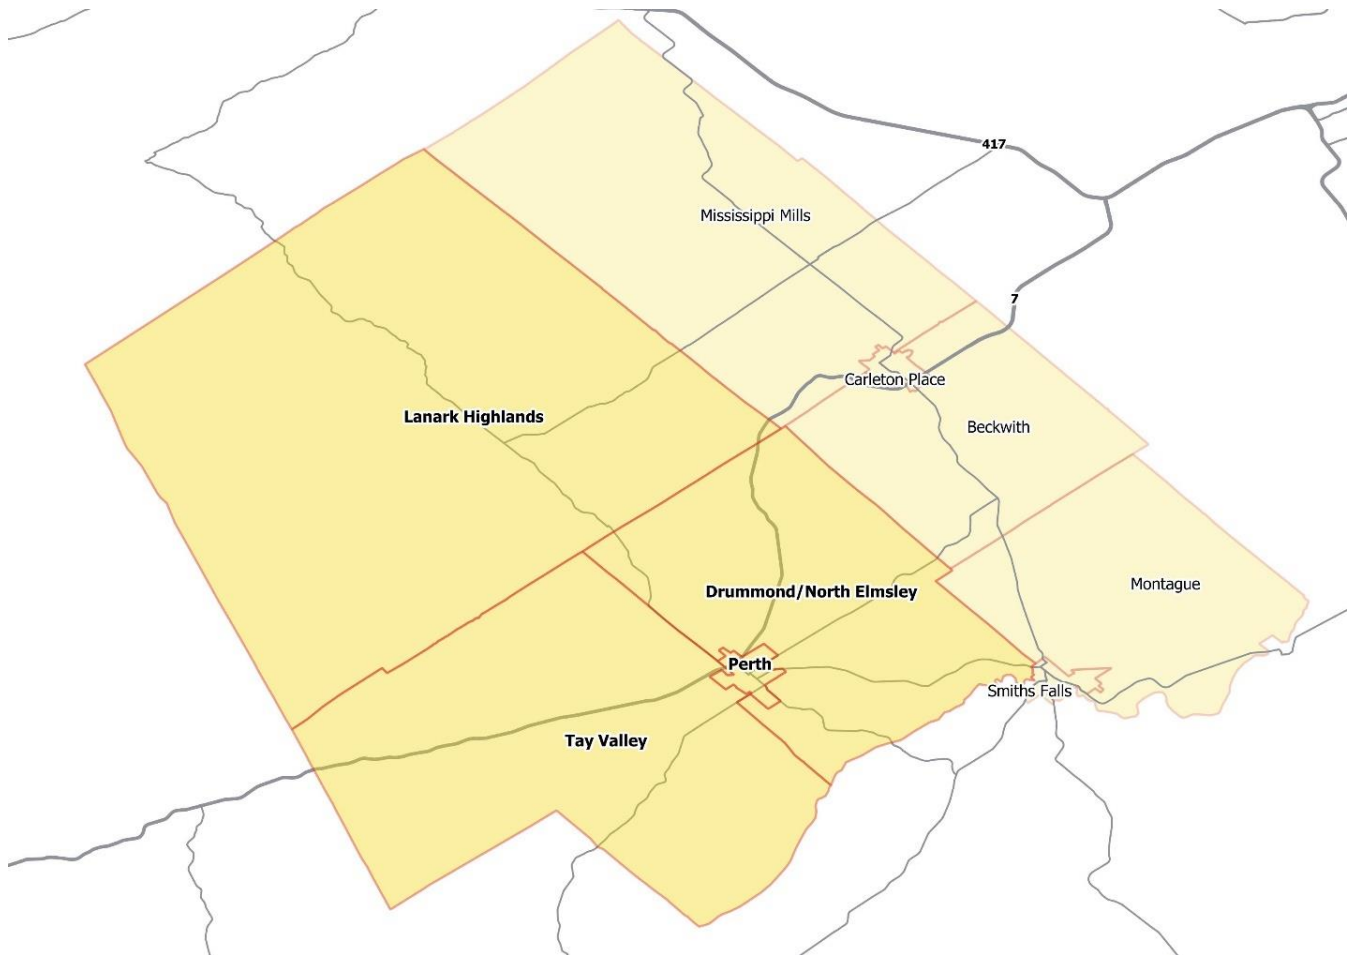 417
Mississippi Mills
7
Carleton Place
Lanark Highlands
Beckwith
Montague
Drummond/North Elmsley
Perth
Smiths Falls
Tay Valley